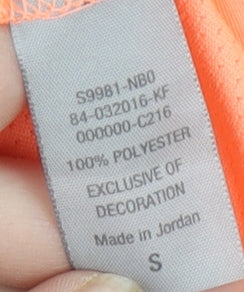 S9981-NB0
84-032016-KF
000000-C216
100% POLYESTER
EXCLUSIVE OF
DECORATION
Made in Jordan
S